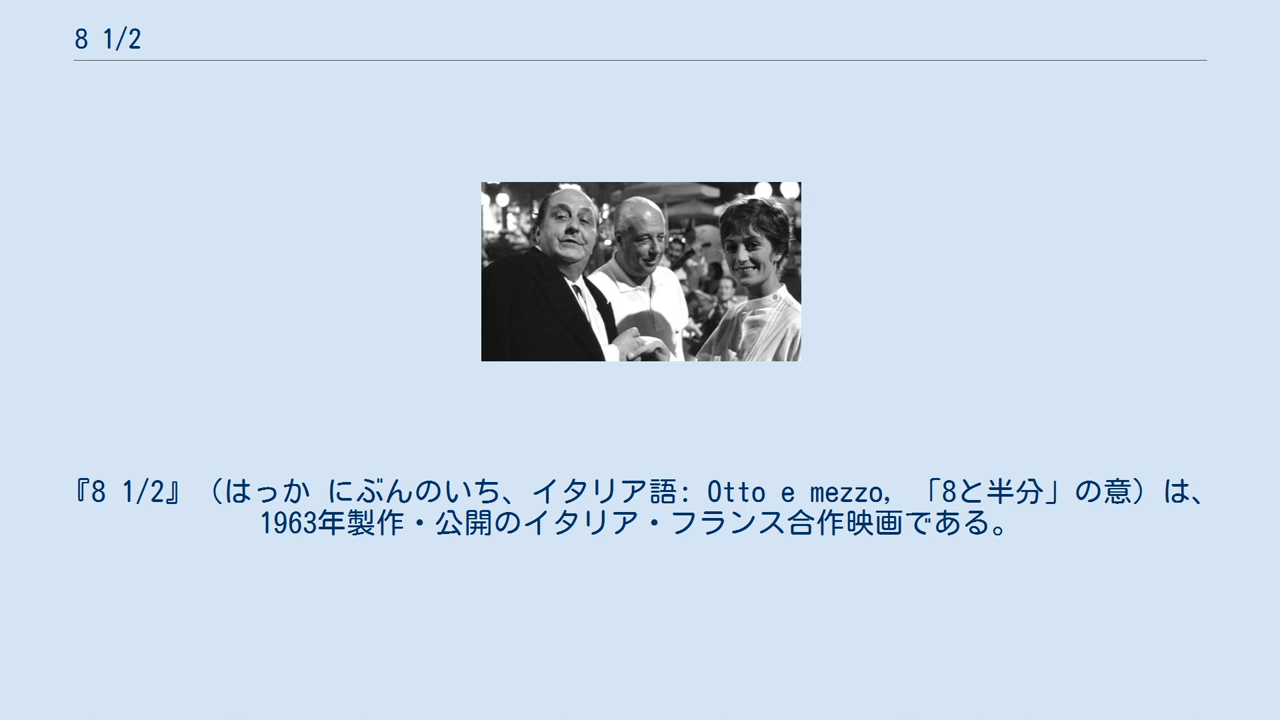 8 1/2
『8 1/2』（はっか にぶんのいち、イタリア語: Otto e mezzo, 「8と半分」の意）は、
1963年製作・公開のイタリア・フランス合作映画である。